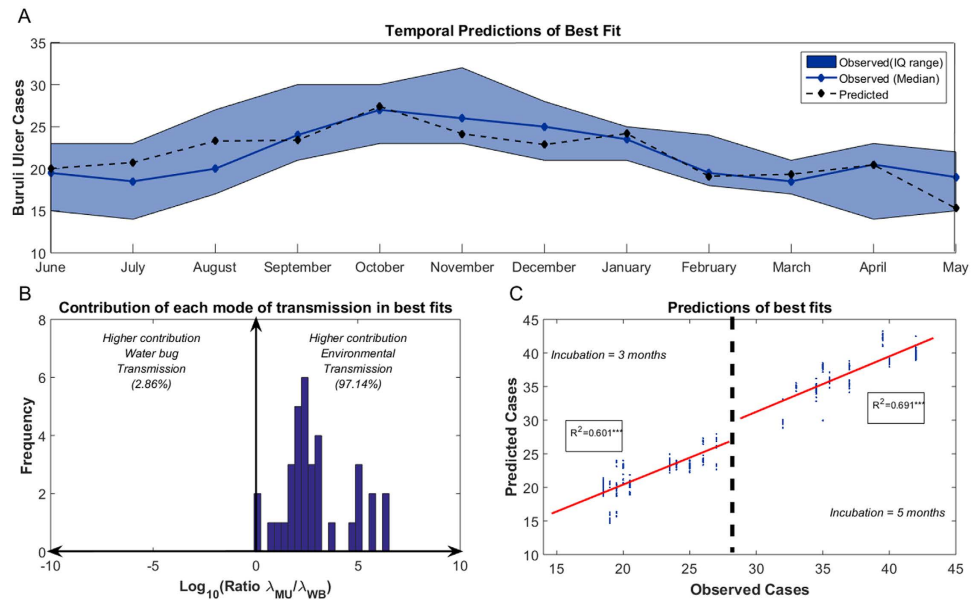 A
Temporal Predictions of Best Fit
Buruli Ulcer Cases
35
30
25
20
15
10
Observed(IQ range)
Observed (Median)
Predicted
June July August September October November December January February March April May
B
Contribution of each mode of transmission in best fits
Frequency
8
6
4
2
0
Higher contribution
Water bug
Transmission
(2.86%)
Higher contribution
Environmental
Transmission
(97.14%)
-10 -5 0 5 10
Log10(Ratio λMU/λWB)
C
Predictions of best fits
Predicted Cases
45
40
35
30
25
20
15
10
Incubation = 3 months
R2=0.601***
R2=0.691***
Incubation = 5 months
15 20 25 30 35 40 45
Observed Cases